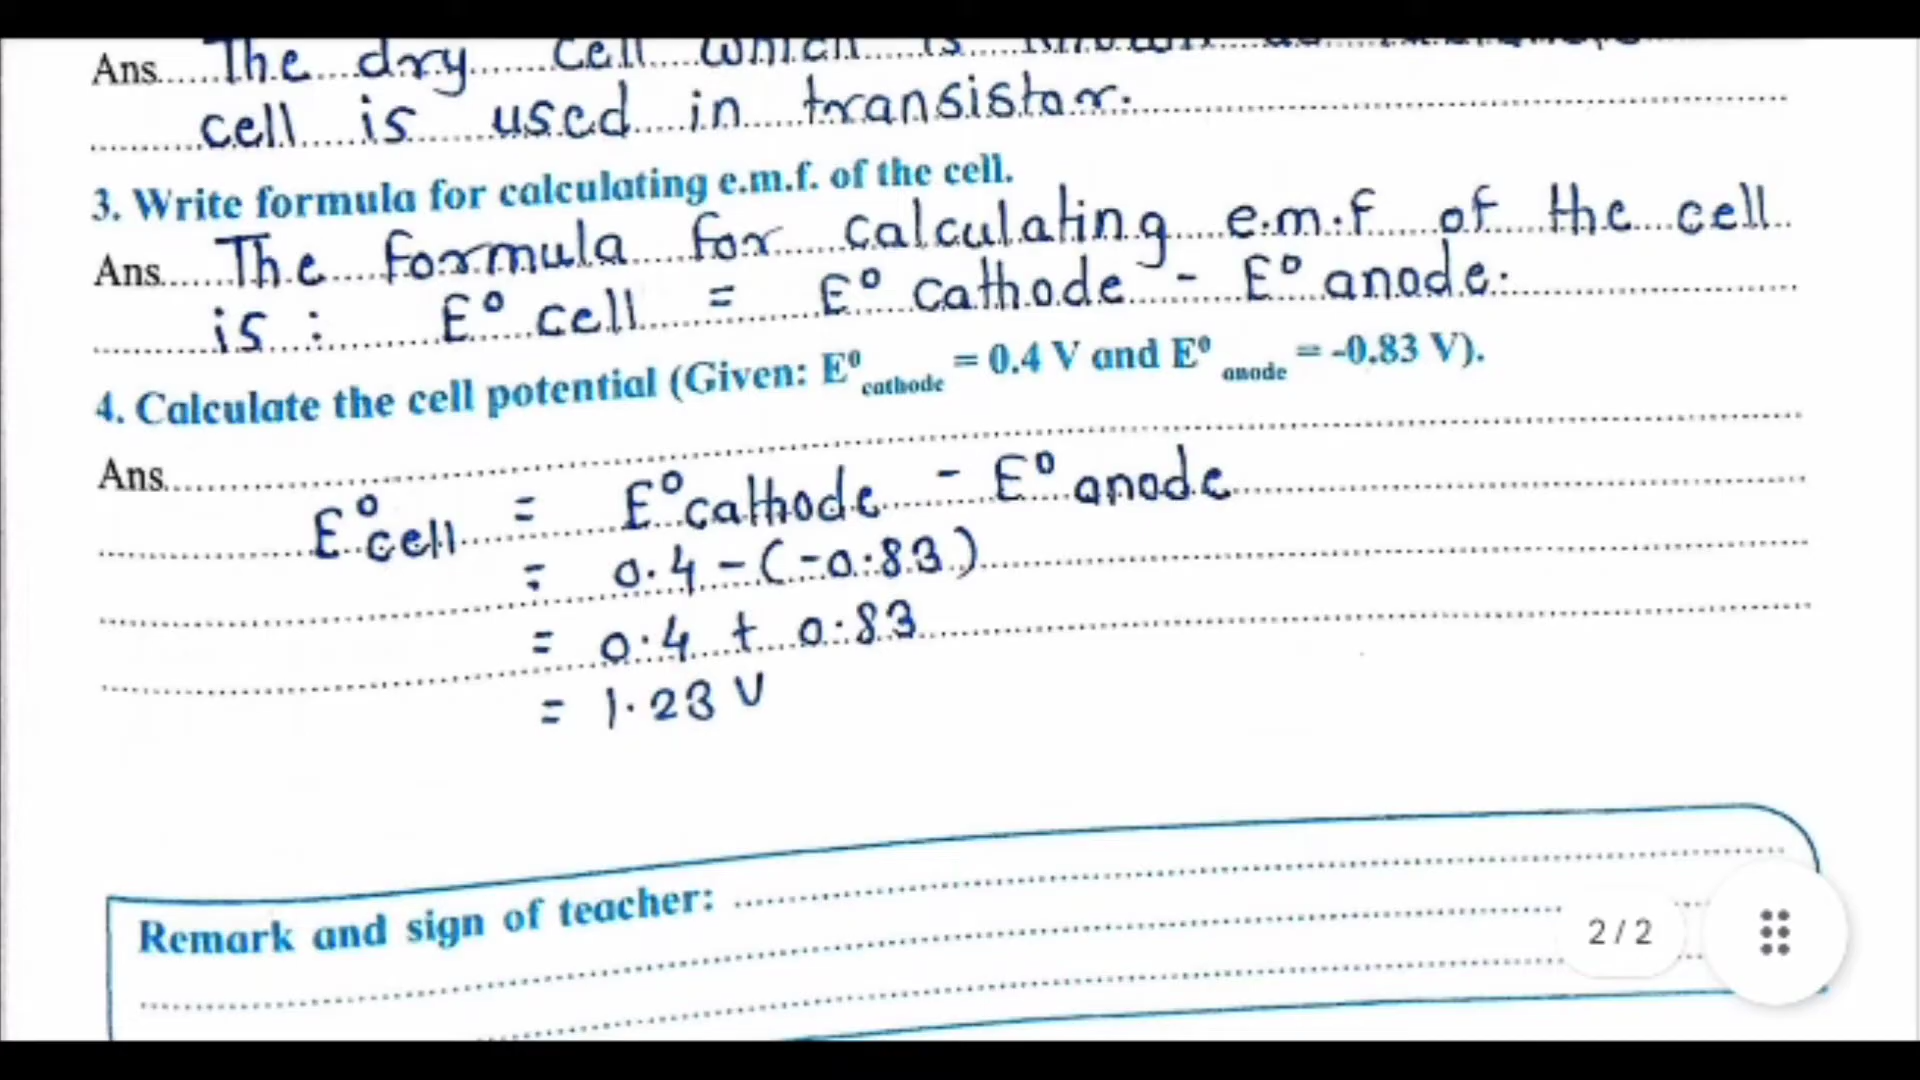 Ans. The dry cell which is known as
cell is used in transistor.
3. Write formula for calculating e.m.f. of the cell.
Ans. The formula for calculating e.m.f of the cell
is : E° cell = E° cathode - E° anode.
4. Calculate the cell potential (Given: E°cathode = 0.4 V and E°anode = -0.83 V).
Ans.
E°cell = E°cathode - E°anode
= 0.4 - (-0.83)
= 0.4 + 0.83
= 1.23 V
Remark and sign of teacher:
2 / 2